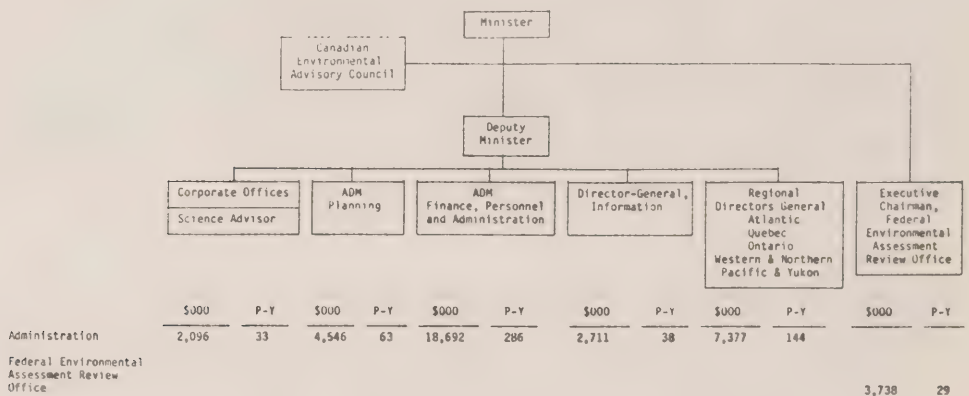 Minister
Canadian
Environmental
Advisory Council
Deputy
Minister
Corporate Offices
Science Advisor
ADM
Planning
ADM
Finance, Personnel
and Administration
Director-General,
Information
Regional
Directors General
Atlantic
Quebec
Ontario
Western & Northern
Pacific & Yukon
Executive
Chairman,
Federal
Environmental
Assessment
Review Office
$000 P-Y $000 P-Y $000 P-Y $000 P-Y $000 P-Y $000 P-Y
Administration 2,096 33 4,546 63 18,692 286 2,711 38 7,377 144
Federal Environmental
Assessment Review
Office 3,738 29